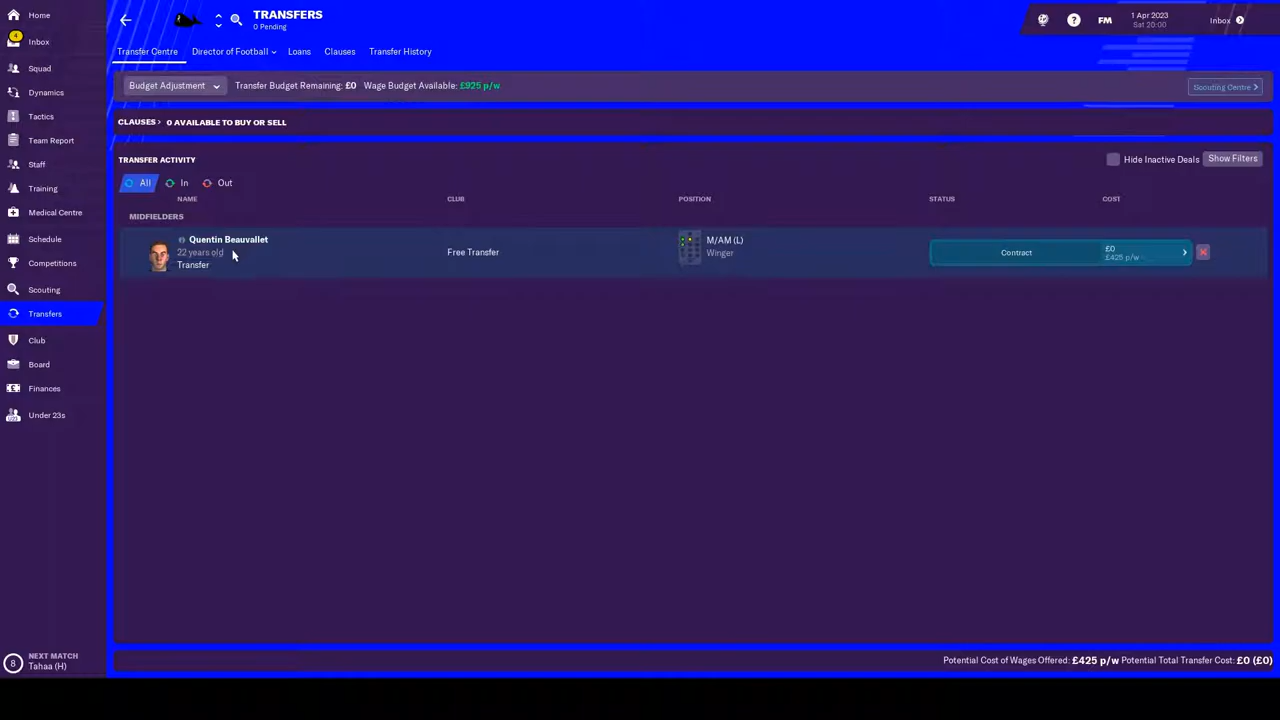 Home
4
Inbox
Squad
Dynamics
Tactics
Team Report
Staff
Training
Medical Centre
Schedule
Competitions
Scouting
Transfers
Club
Board
Finances
Under 23s
8
NEXT MATCH
Tahaa (H)
TRANSFERS
0 Pending
?
FM
1 Apr 2023
Sat 20:00
Inbox
Transfer Centre
Director of Football
Loans
Clauses
Transfer History
Budget Adjustment
Transfer Budget Remaining: £0
Wage Budget Available: £925 p/w
Scouting Centre >
CLAUSES > 0 AVAILABLE TO BUY OR SELL
TRANSFER ACTIVITY
Hide Inactive Deals
Show Filters
All
In
Out
NAME
CLUB
POSITION
STATUS
COST
MIDFIELDERS
Quentin Beauvallet
22 years old
Transfer
Free Transfer
M/AM (L)
Winger
Contract
£0
£425 p/w
Potential Cost of Wages Offered: £425 p/w Potential Total Transfer Cost: £0 (£0)